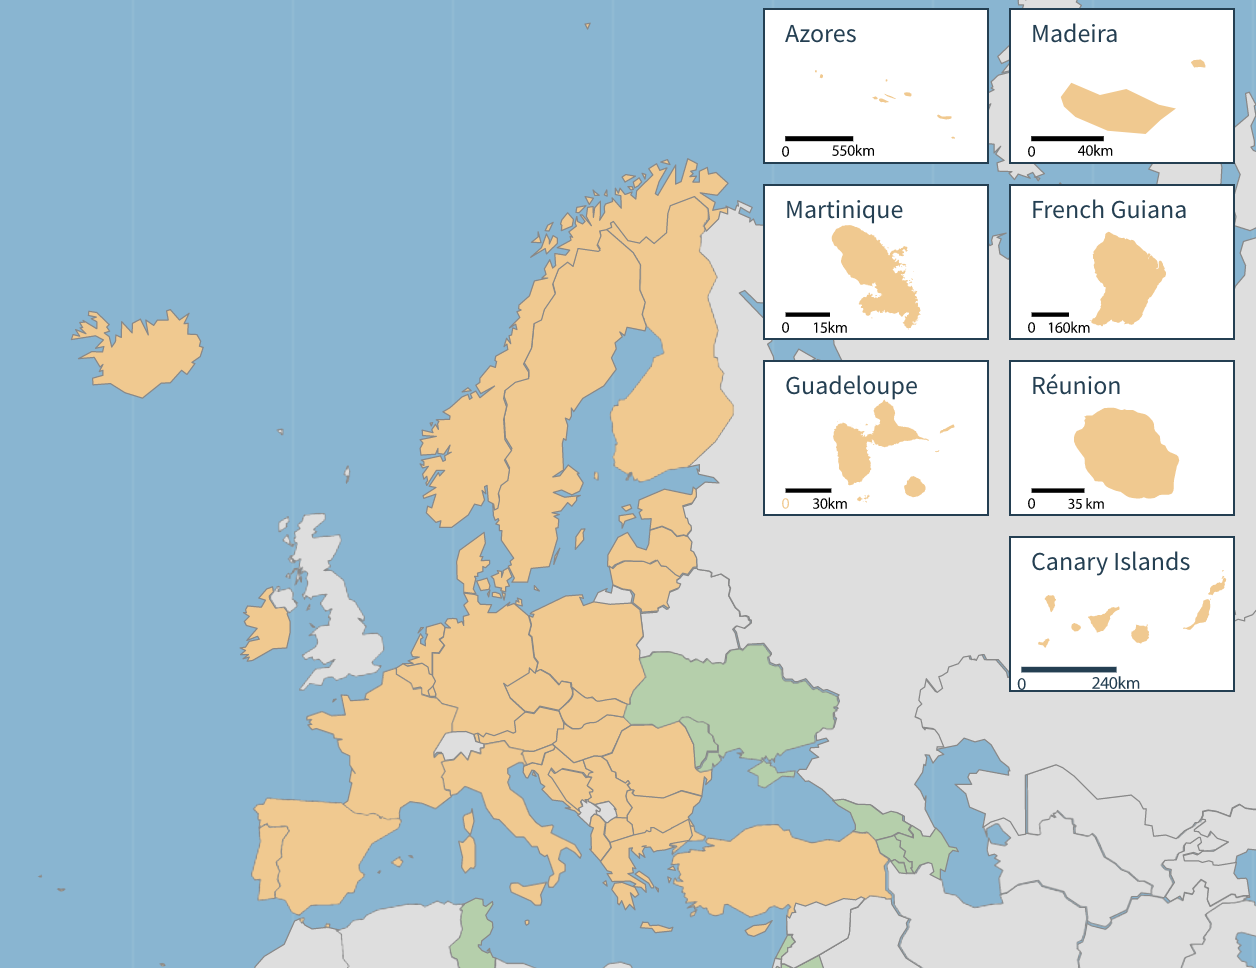 Azores
0 550km
Madeira
0 40km
Martinique
0 15km
French Guiana
0 160km
Guadeloupe
0 30km
Réunion
0 35 km
Canary Islands
0 240km